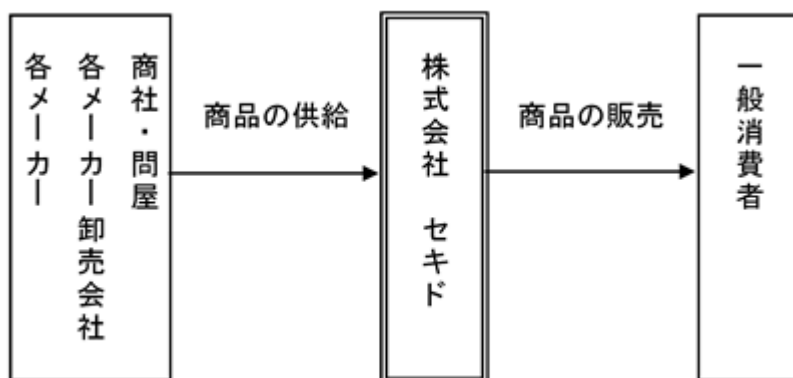 商社・問屋
各メーカー卸売会社
各メーカー
商品の供給
株式会社 セキド
商品の販売
一般消費者